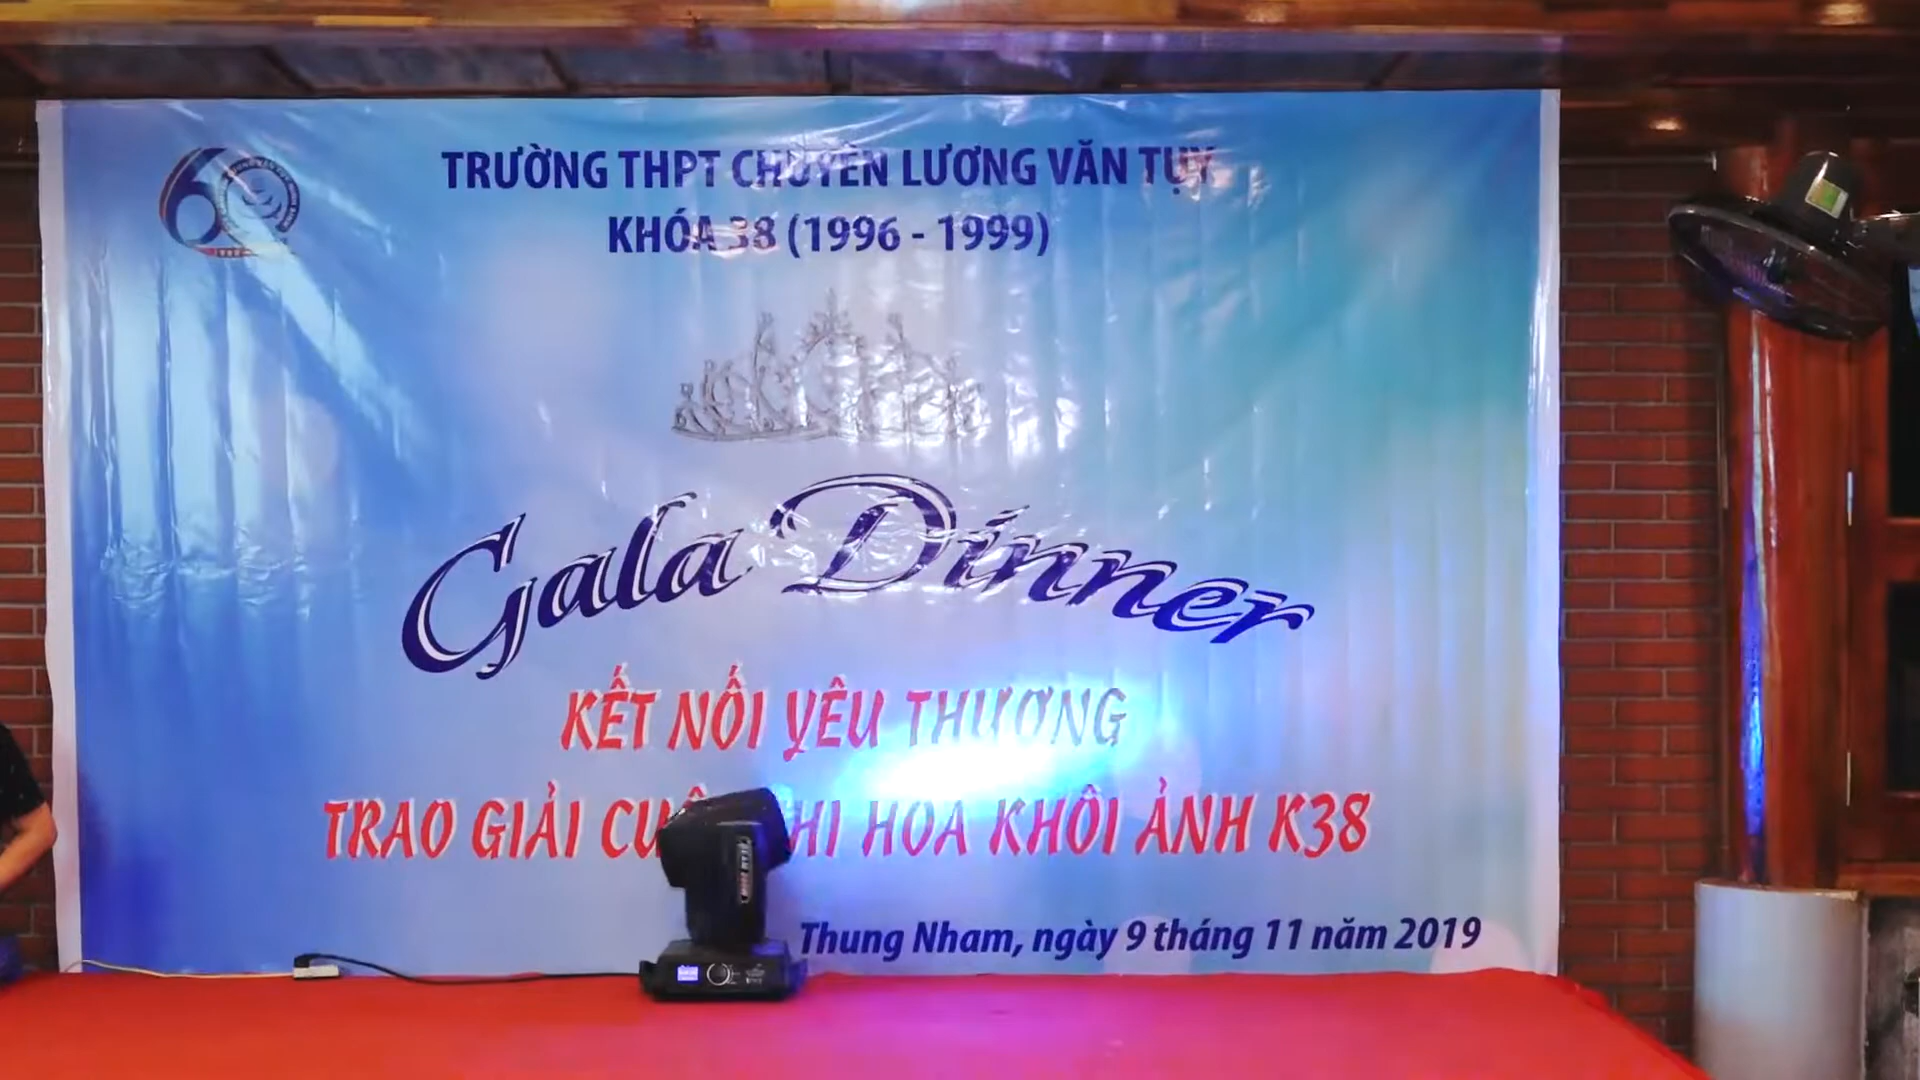 60
TRƯỜNG THPT CHUYÊN LƯƠNG VĂN TỤY
KHÓA 38 (1996 - 1999)
Gala Dinner
KẾT NỐI YÊU THƯƠNG
TRAO GIẢI CUỘC THI HOA KHÔI ẢNH K38
Thung Nham, ngày 9 tháng 11 năm 2019